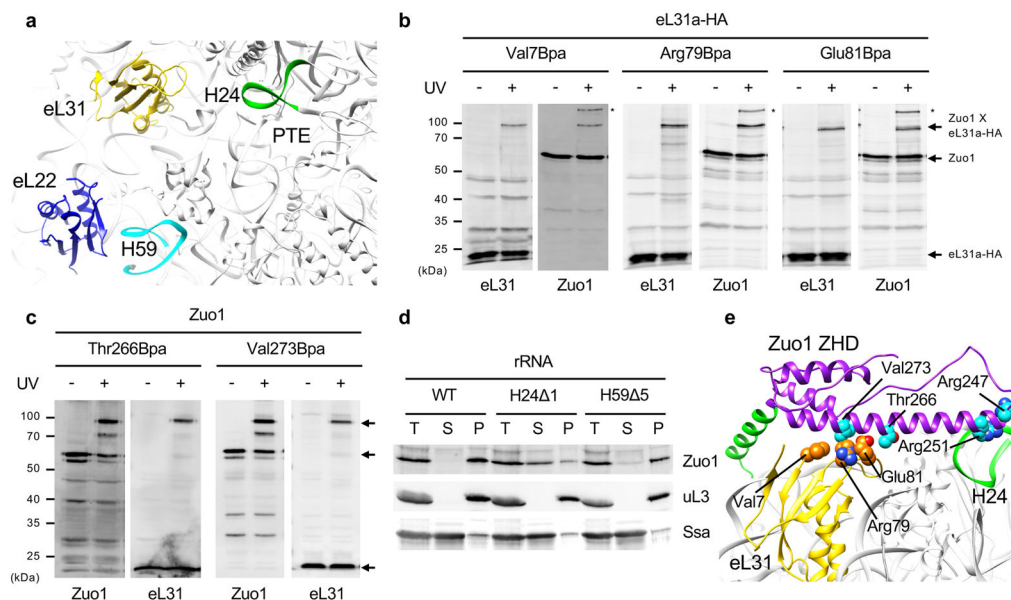 a
eL31
H24
PTE
eL22
H59
b
eL31a-HA
Val7Bpa Arg79Bpa Glu81Bpa
UV - + - + - + - + - + - +
100
70
50
40
35
25
(kDa)
* * *
Zuo1 X
eL31a-HA
Zuo1
eL31a-HA
eL31 Zuo1 eL31 Zuo1 eL31 Zuo1
c
Zuo1
Thr266Bpa Val273Bpa
UV - + - + - + - +
100
70
50
40
35
25
(kDa)
Zuo1 eL31 Zuo1 eL31
d
rRNA
WT H24Δ1 H59Δ5
T S P T S P T S P
Zuo1
uL3
Ssa
e
Zuo1 ZHD
Val273
Arg247
Thr266
Arg251
Glu81
H24
Val7
Arg79
eL31